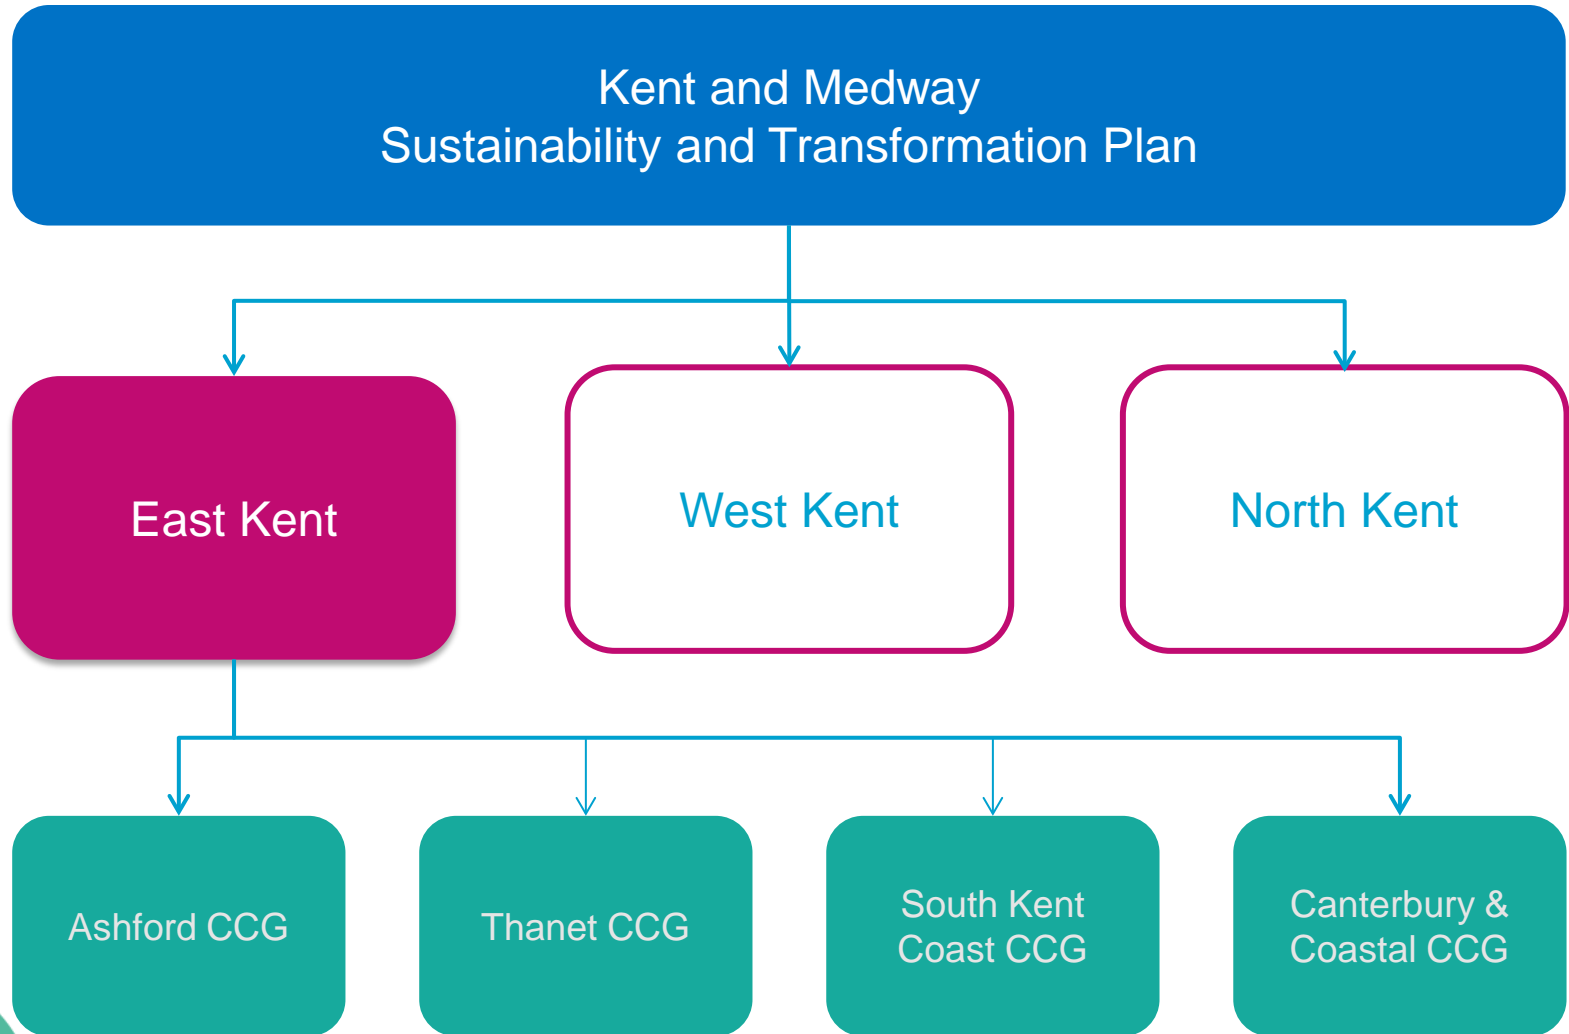 Kent and Medway
Sustainability and Transformation Plan
East Kent
West Kent
North Kent
Ashford CCG
Thanet CCG
South Kent
Coast CCG
Canterbury &
Coastal CCG